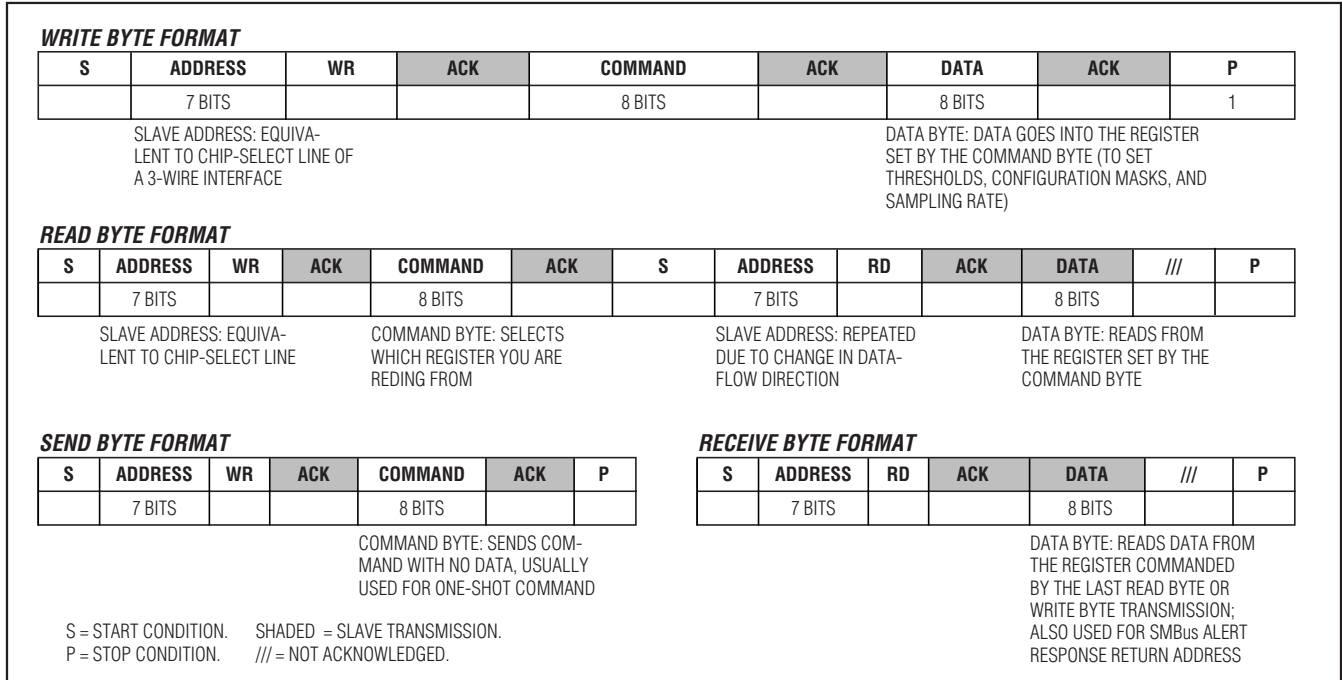 WRITE BYTE FORMAT
S ADDRESS WR ACK COMMAND ACK DATA ACK P
7 BITS 8 BITS 8 BITS 1
SLAVE ADDRESS: EQUIVA-
LENT TO CHIP-SELECT LINE OF
A 3-WIRE INTERFACE
DATA BYTE: DATA GOES INTO THE REGISTER
SET BY THE COMMAND BYTE (TO SET
THRESHOLDS, CONFIGURATION MASKS, AND
SAMPLING RATE)
READ BYTE FORMAT
S ADDRESS WR ACK COMMAND ACK S ADDRESS RD ACK DATA /// P
7 BITS 8 BITS 7 BITS 8 BITS
SLAVE ADDRESS: EQUIVA-
LENT TO CHIP-SELECT LINE
COMMAND BYTE: SELECTS
WHICH REGISTER YOU ARE
REDING FROM
SLAVE ADDRESS: REPEATED
DUE TO CHANGE IN DATA-
FLOW DIRECTION
DATA BYTE: READS FROM
THE REGISTER SET BY THE
COMMAND BYTE
SEND BYTE FORMAT
S ADDRESS WR ACK COMMAND ACK P
7 BITS 8 BITS
COMMAND BYTE: SENDS COM-
MAND WITH NO DATA, USUALLY
USED FOR ONE-SHOT COMMAND
RECEIVE BYTE FORMAT
S ADDRESS RD ACK DATA /// P
7 BITS 8 BITS
DATA BYTE: READS DATA FROM
THE REGISTER COMMANDED
BY THE LAST READ BYTE OR
WRITE BYTE TRANSMISSION;
ALSO USED FOR SMBus ALERT
RESPONSE RETURN ADDRESS
S = START CONDITION. SHADED = SLAVE TRANSMISSION.
P = STOP CONDITION. /// = NOT ACKNOWLEDGED.